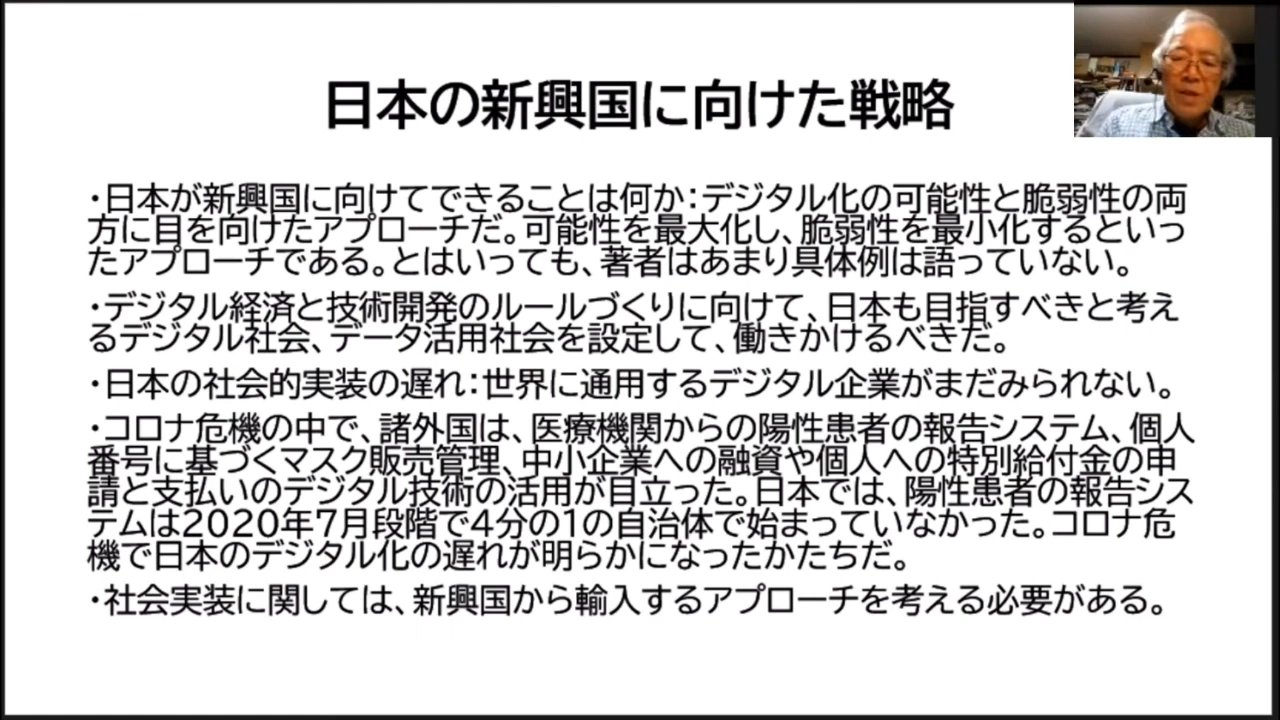 日本の新興国に向けた戦略
・日本が新興国に向けてできることは何か：デジタル化の可能性と脆弱性の両
方に目を向けたアプローチだ。可能性を最大化し、脆弱性を最小化するといっ
たアプローチである。とはいっても、著者はあまり具体例は語っていない。
・デジタル経済と技術開発のルールづくりに向けて、日本も目指すべきと考え
るデジタル社会、データ活用社会を設定して、働きかけるべきだ。
・日本の社会的実装の遅れ：世界に通用するデジタル企業がまだみられない。
・コロナ危機の中で、諸外国は、医療機関からの陽性患者の報告システム、個人
番号に基づくマスク販売管理、中小企業への融資や個人への特別給付金の申
請と支払いのデジタル技術の活用が目立った。日本では、陽性患者の報告シス
テムは2020年7月段階で4分の1の自治体で始まっていなかった。コロナ危
機で日本のデジタル化の遅れが明らかになったかたちだ。
・社会実装に関しては、新興国から輸入するアプローチを考える必要がある。